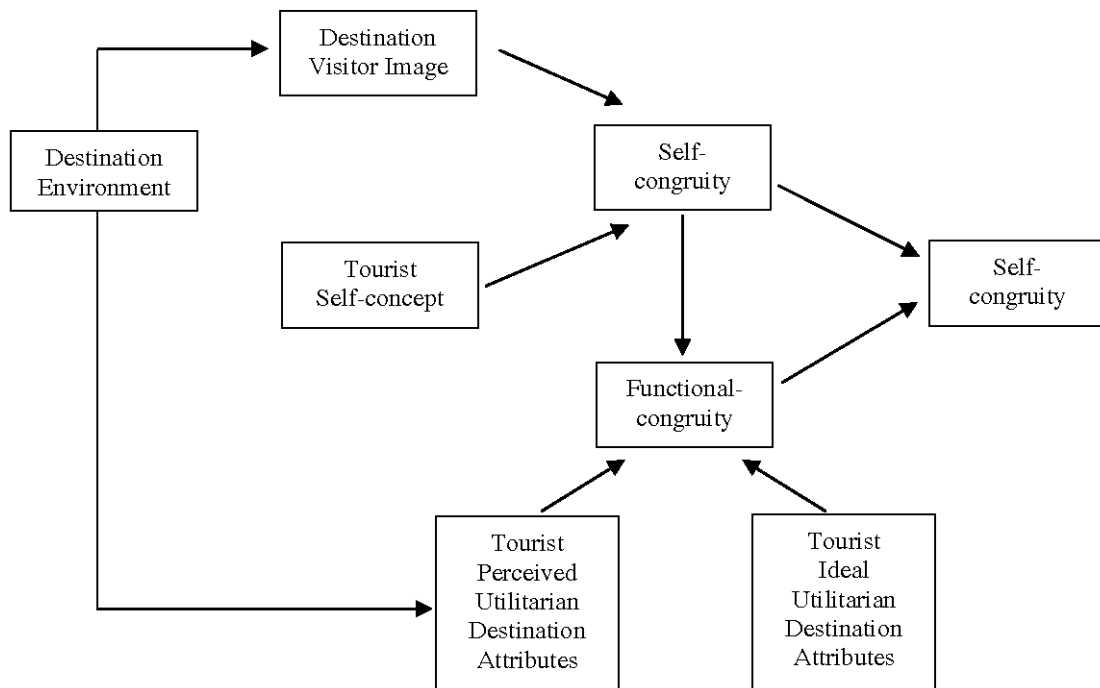 Destination
Visitor Image
Destination
Environment
Self-
congruity
Tourist
Self-concept
Self-
congruity
Functional-
congruity
Tourist
Perceived
Utilitarian
Destination
Attributes
Tourist
Ideal
Utilitarian
Destination
Attributes